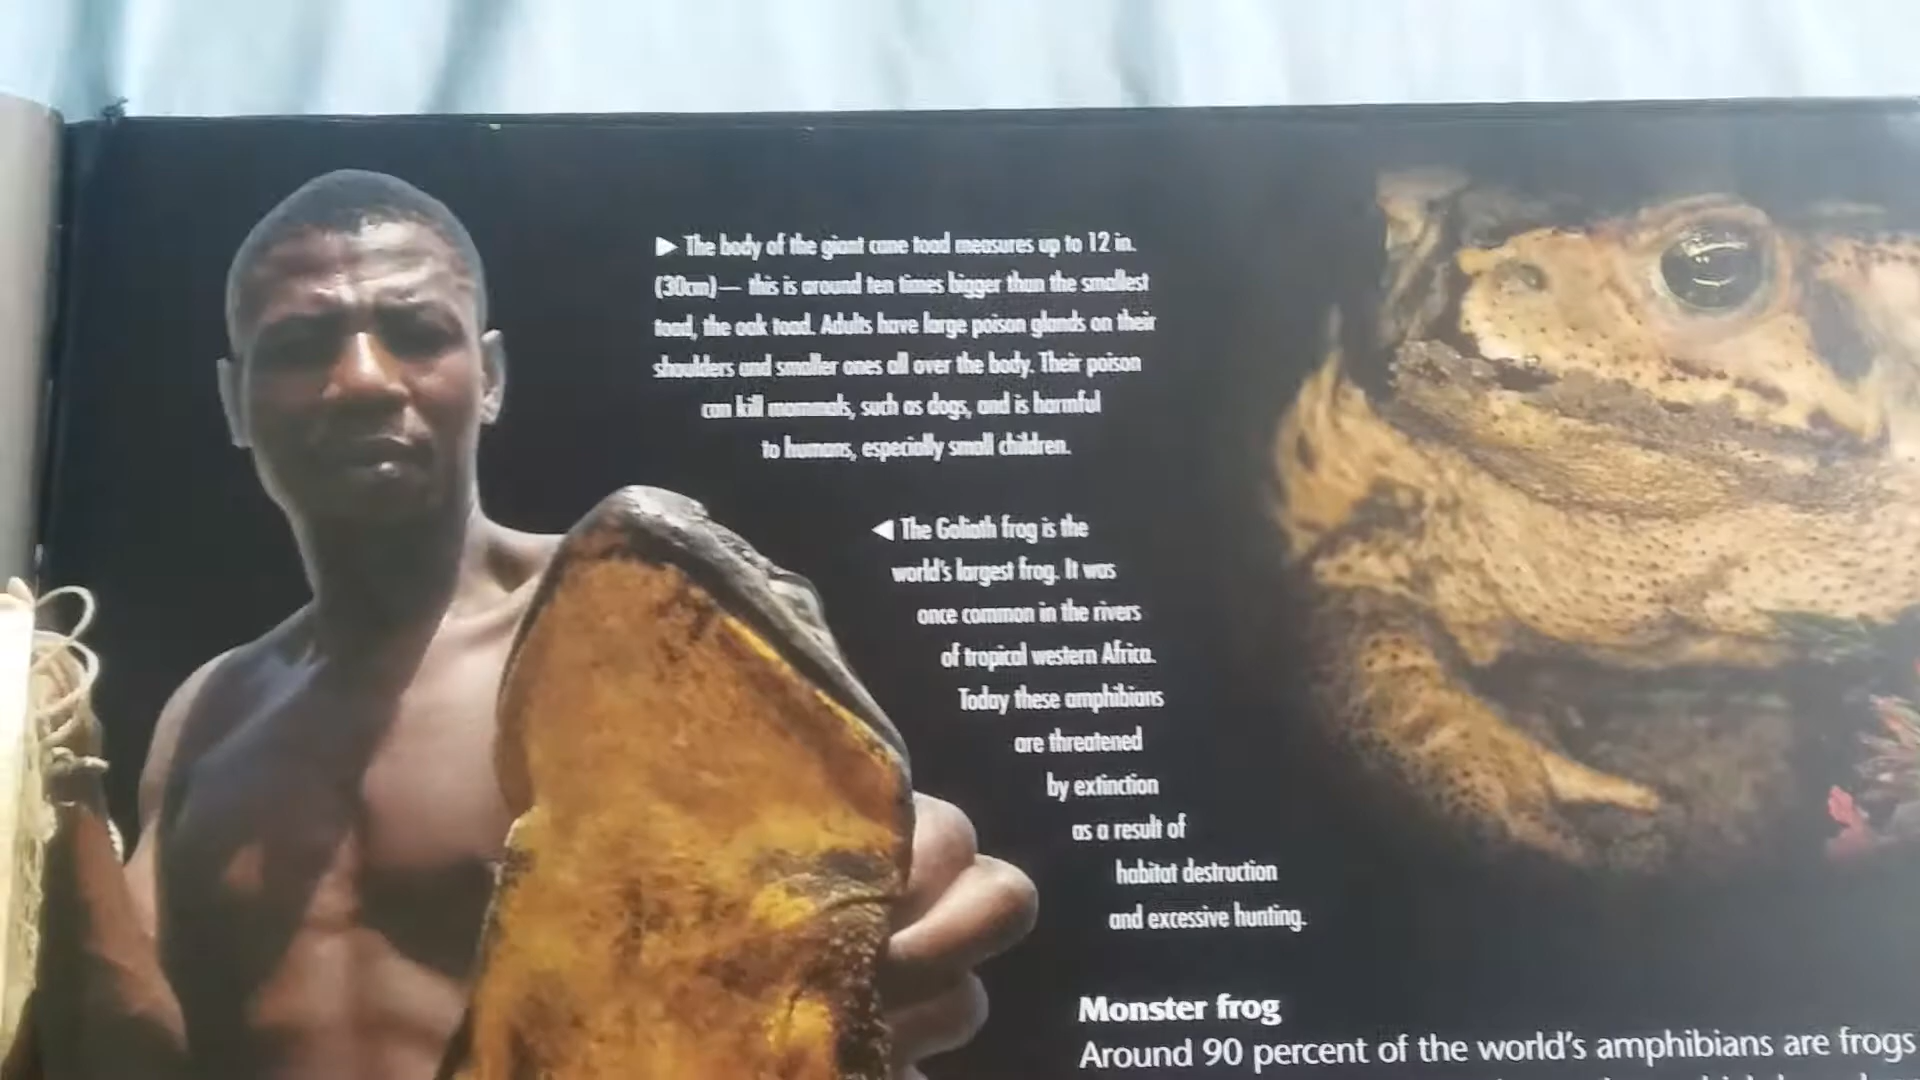 ▶ The body of the giant cane toad measures up to 12 in.
(30cm)— this is around ten times bigger than the smallest
toad, the oak toad. Adults have large poison glands on their
shoulders and smaller ones all over the body. Their poison
can kill mammals, such as dogs, and is harmful
to humans, especially small children.
◀ The Goliath frog is the
world's largest frog. It was
once common in the rivers
of tropical western Africa.
Today these amphibians
are threatened
by extinction
as a result of
habitat destruction
and excessive hunting.
Monster frog
Around 90 percent of the world's amphibians are frogs